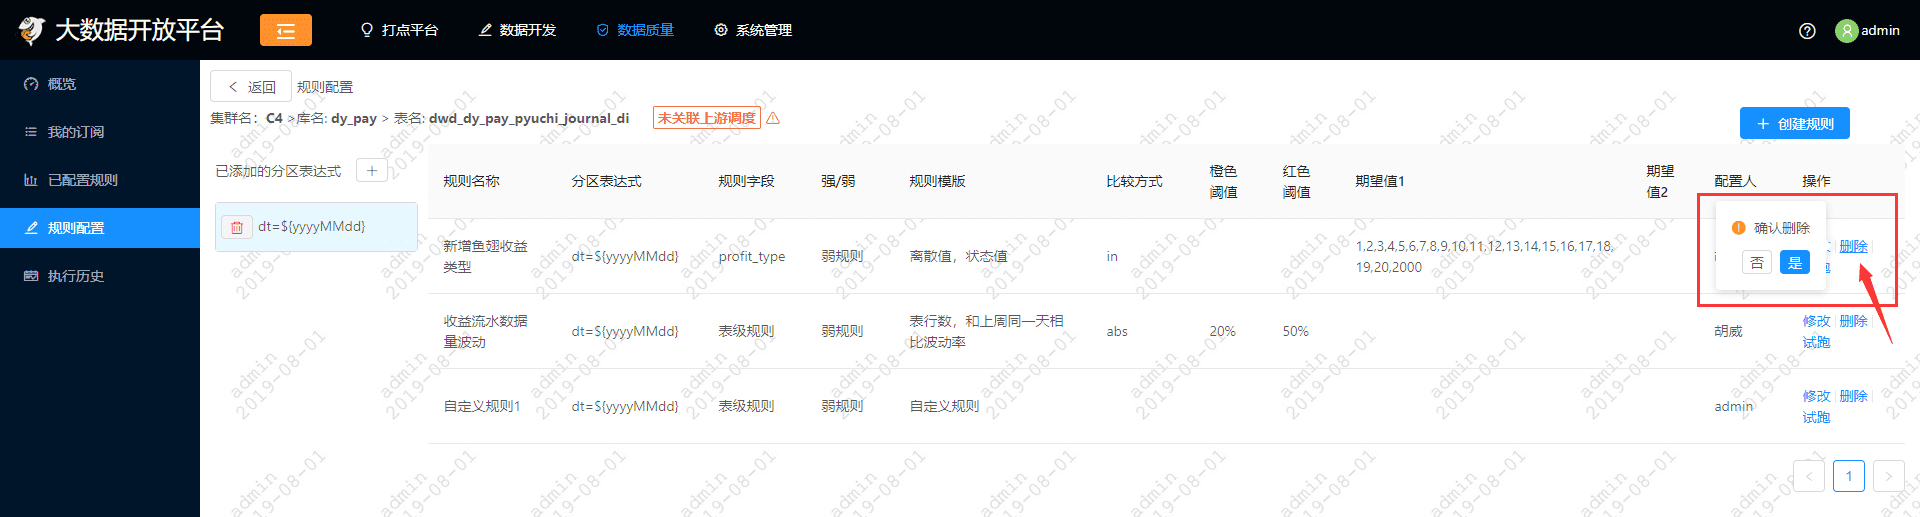 大数据开放平台
打点平台
数据开发
数据质量
系统管理
admin
概览
我的订阅
已配置规则
规则配置
执行历史
返回 规则配置
集群名: C4 >库名: dy_pay > 表名: dwd_dy_pay_pyuchi_journal_di
未关联上游调度
+ 创建规则
已添加的分区表达式 +
dt=${yyyyMMdd}
规则名称 分区表达式 规则字段 强/弱 规则模版 比较方式 橙色阈值 红色阈值 期望值1 期望值2 配置人 操作
新增鱼翅收益
类型
dt=${yyyyMMdd} profit_type 弱规则 离散值，状态值 in
1,2,3,4,5,6,7,8,9,10,11,12,13,14,15,16,17,18,
19,20,2000
确认删除
否 是
删除
收益流水数据
量波动
dt=${yyyyMMdd} 表级规则 弱规则
表行数，和上周同一天相
比波动率
abs 20% 50% 胡威
修改 删除
试跑
自定义规则1 dt=${yyyyMMdd} 表级规则 弱规则 自定义规则 admin
修改 删除
试跑
< 1 >
admin
2019-08-01